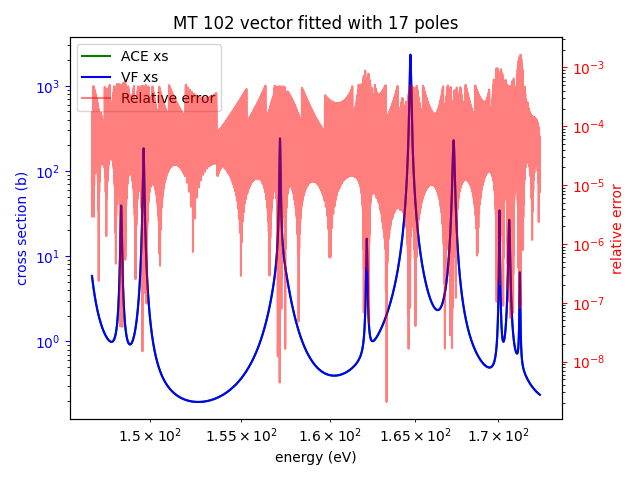 MT 102 vector fitted with 17 poles
ACE xs
VF xs
Relative error
cross section (b)
10³
10²
10¹
10⁰
10⁻³
10⁻⁴
10⁻⁵
10⁻⁶
10⁻⁷
10⁻⁸
relative error
1.5 × 10² 1.55 × 10² 1.6 × 10² 1.65 × 10² 1.7 × 10²
energy (eV)